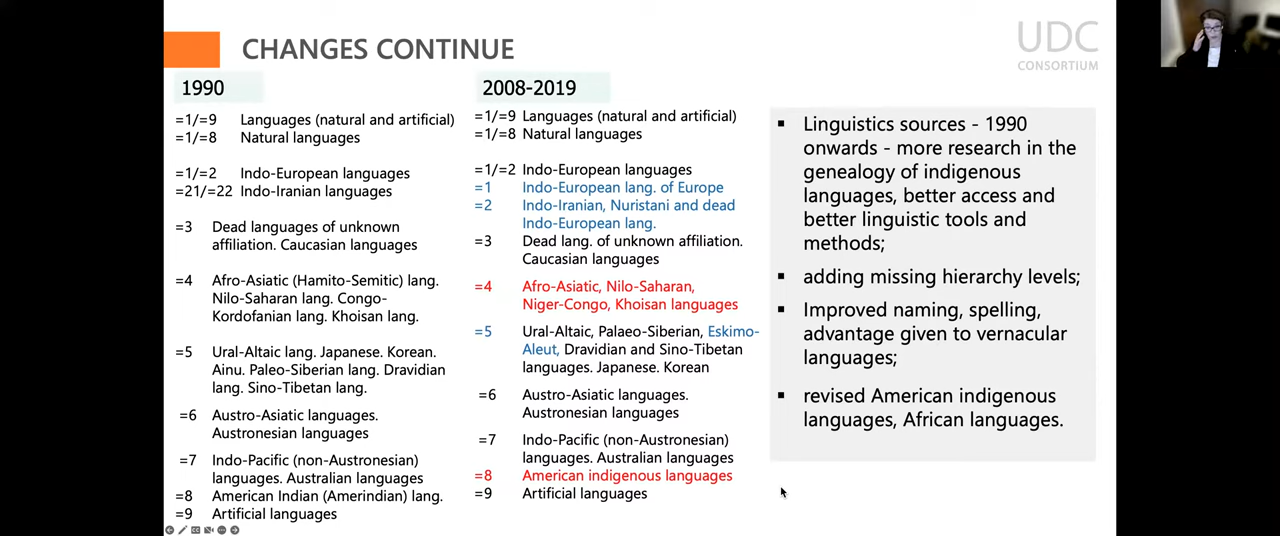 CHANGES CONTINUE
UDC
CONSORTIUM
1990
=1/=9 Languages (natural and artificial)
=1/=8 Natural languages
=1/=2 Indo-European languages
=21/=22 Indo-Iranian languages
=3 Dead languages of unknown
affiliation. Caucasian languages
=4 Afro-Asiatic (Hamito-Semitic) lang.
Nilo-Saharan lang. Congo-
Kordofanian lang. Khoisan lang.
=5 Ural-Altaic lang. Japanese. Korean.
Ainu. Paleo-Siberian lang. Dravidian
lang. Sino-Tibetan lang.
=6 Austro-Asiatic languages.
Austronesian languages
=7 Indo-Pacific (non-Austronesian)
languages. Australian languages
=8 American Indian (Amerindian) lang.
=9 Artificial languages
2008-2019
=1/=9 Languages (natural and artificial)
=1/=8 Natural languages
=1/=2 Indo-European languages
=1 Indo-European lang. of Europe
=2 Indo-Iranian, Nuristani and dead
Indo-European lang.
=3 Dead lang. of unknown affiliation.
Caucasian languages
=4 Afro-Asiatic, Nilo-Saharan,
Niger-Congo, Khoisan languages
=5 Ural-Altaic, Palaeo-Siberian, Eskimo-
Aleut, Dravidian and Sino-Tibetan
languages. Japanese. Korean
=6 Austro-Asiatic languages.
Austronesian languages
=7 Indo-Pacific (non-Austronesian)
languages. Australian languages
=8 American indigenous languages
=9 Artificial languages
▪ Linguistics sources - 1990
onwards - more research in the
genealogy of indigenous
languages, better access and
better linguistic tools and
methods;
▪ adding missing hierarchy levels;
▪ Improved naming, spelling,
advantage given to vernacular
languages;
▪ revised American indigenous
languages, African languages.